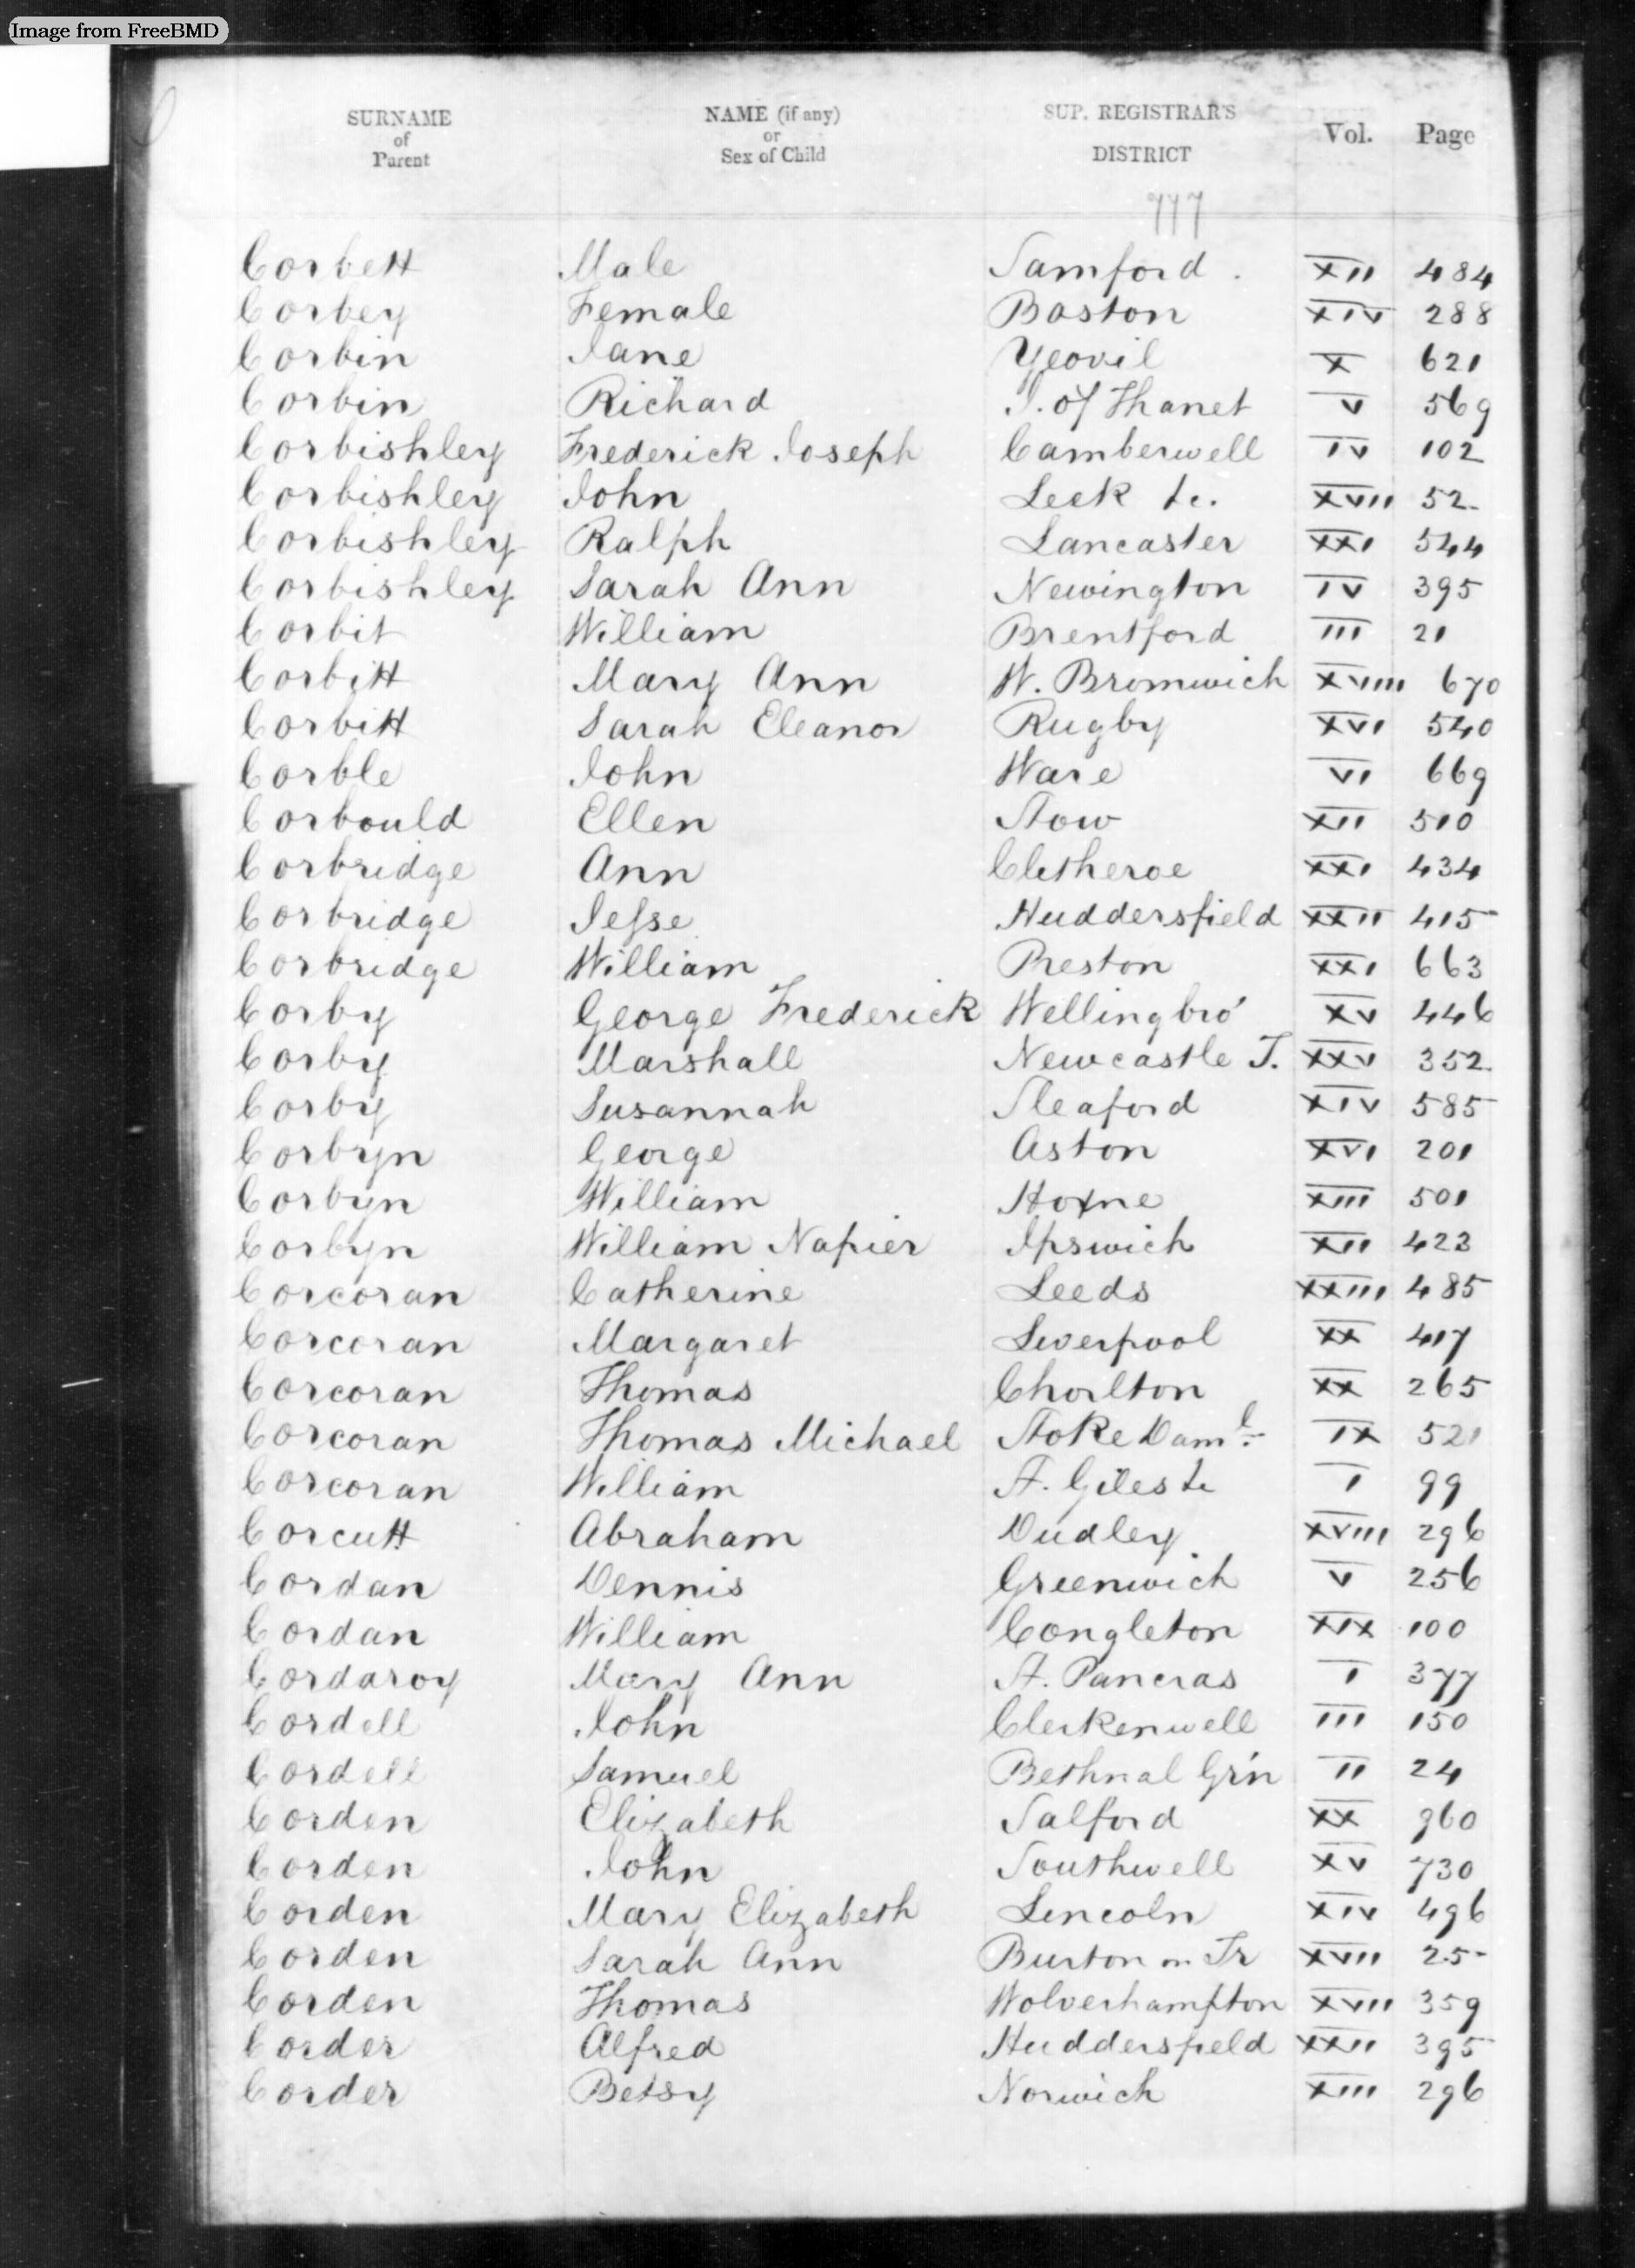 Image from FreeBMD
SURNAME of Parent NAME (if any) or Sex of Child SUP. REGISTRAR'S DISTRICT Vol. Page
777
Corbett Male Samford . XII 484
Corbey Female Boston XIV 288
Corbin Jane Yeovil X 621
Corbin Richard I. of Thanet V 569
Corbishley Frederick Joseph Camberwell IV 102
Corbishley John Leek &c. XVII 52
Corbishley Ralph Lancaster XXI 544
Corbishley Sarah Ann Newington IV 395
Corbit William Brentford III 21
Corbitt Mary Ann W. Bromwich XVIII 670
Corbitt Sarah Eleanor Rugby XVI 540
Corble John Ware VI 669
Corbould Ellen Stow XII 510
Corbridge Ann Clitheroe XXI 434
Corbridge Jesse Huddersfield XXII 415
Corbridge William Preston XXI 663
Corby George Frederick Wellingbro' XV 446
Corby Marshall Newcastle T. XXV 352
Corby Susannah Sleaford XIV 585
Corbyn George Aston XVI 201
Corbyn William Hoxne XIII 501
Corbyn William Napier Ipswich XII 423
Corcoran Catherine Leeds XXIII 485
Corcoran Margaret Liverpool XX 417
Corcoran Thomas Chorlton XX 265
Corcoran Thomas Michael Stoke Daml. IX 521
Corcoran William St. Giles &c I 99
Corcutt Abraham Dudley XVIII 296
Cordan Dennis Greenwich V 256
Cordan William Congleton XIX 100
Cordaroy Mary Ann St. Pancras I 377
Cordell John Clerkenwell III 150
Cordell Samuel Bethnal Gr'n II 24
Corden Elizabeth Salford XX 960
Corden John Southwell XV 730
Corden Mary Elizabeth Lincoln XIV 496
Corden Sarah Ann Burton on Tr XVII 25
Corden Thomas Wolverhampton XVII 359
Corder Alfred Huddersfield XXII 395
Corder Betsy Norwich XIII 296